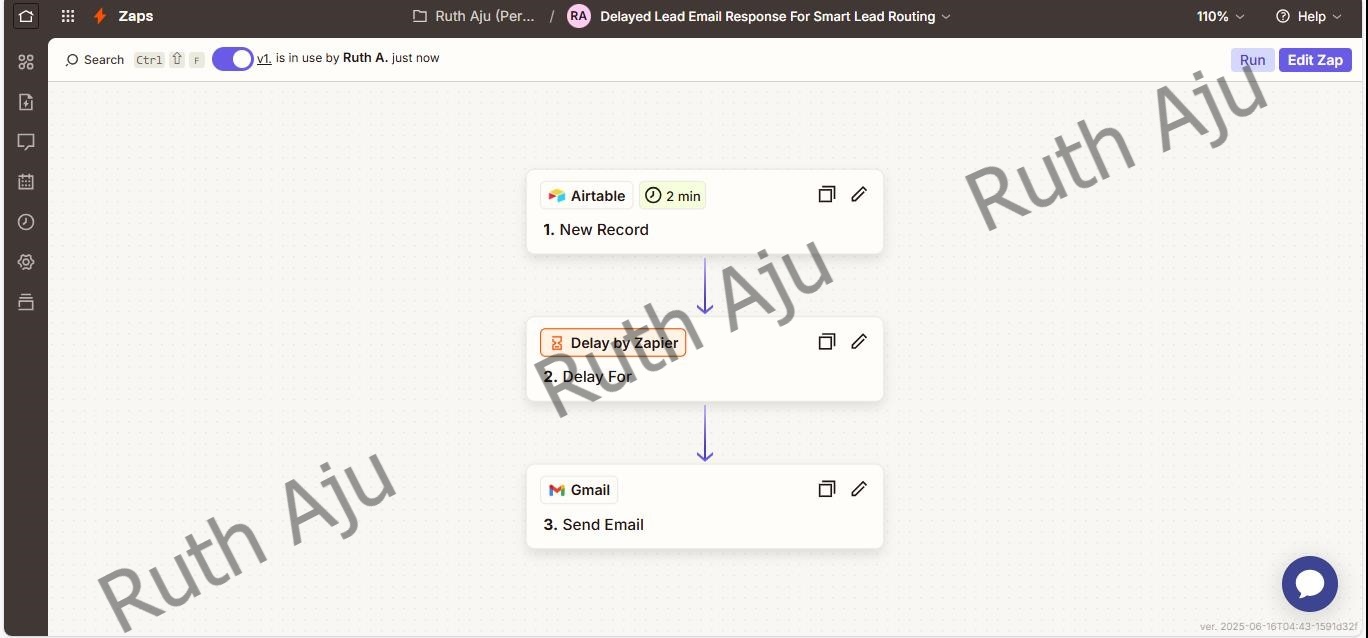 Zaps
Ruth Aju (Per... / RA Delayed Lead Email Response For Smart Lead Routing
110%
Help
Search Ctrl ⇧ F v1. is in use by Ruth A. just now
Run
Edit Zap
Ruth Aju
Airtable 2 min
1. New Record
Ruth Aju
Delay by Zapier
2. Delay For
Gmail
3. Send Email
Ruth Aju
ver. 2025-06-16T04:43-1591d32f